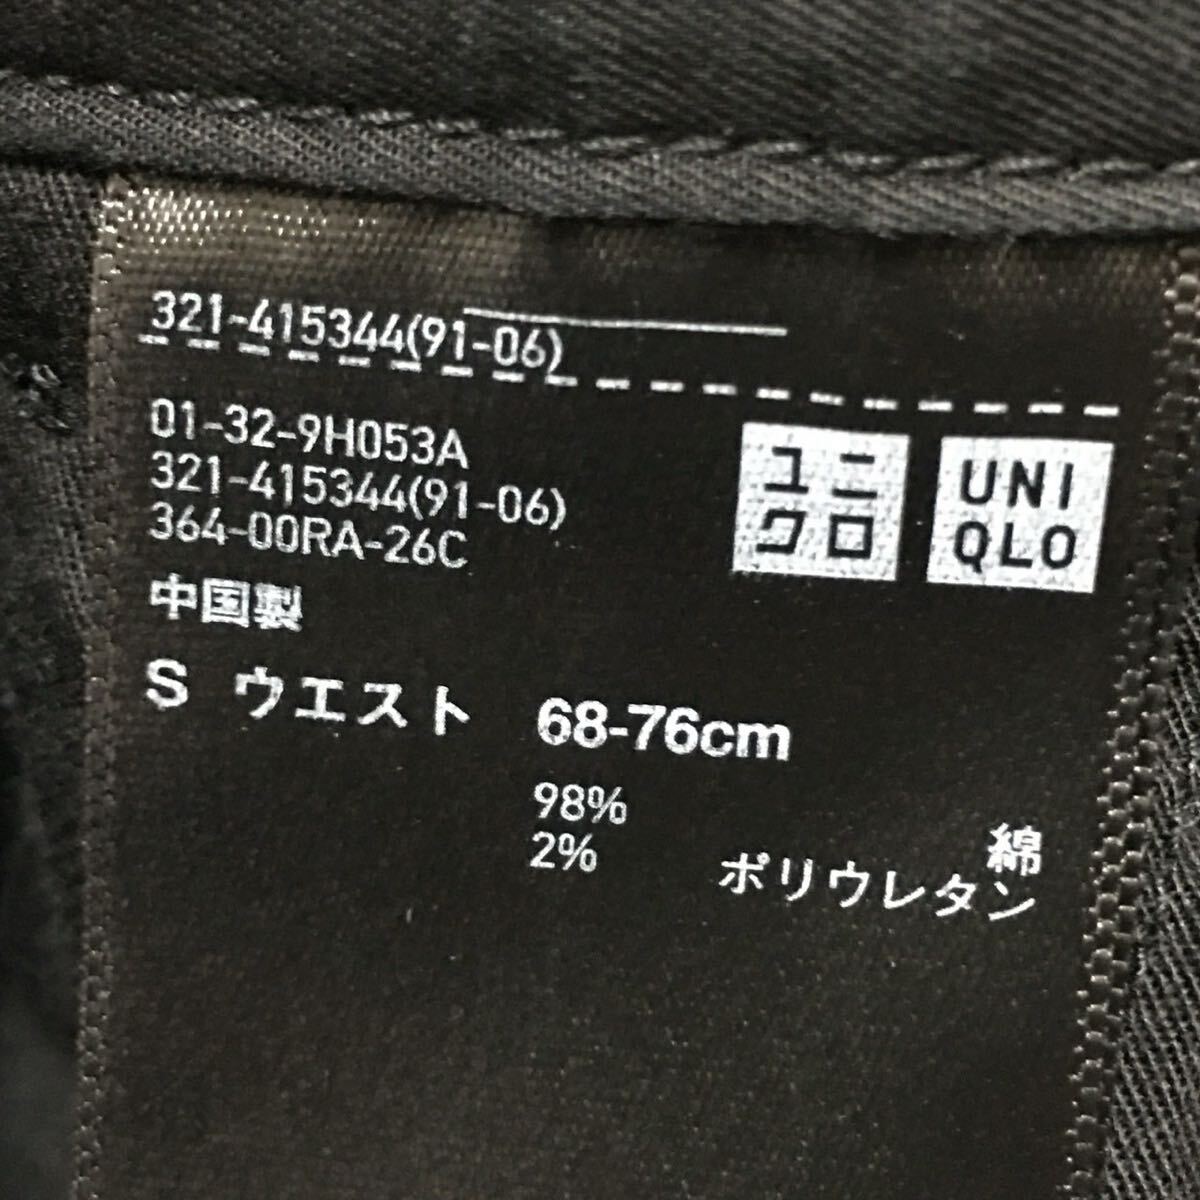 321-415344(91-06)
01-32-9H053A
321-415344(91-06)
364-00RA-26C
中国製
ユニ
クロ
UNI
QLO
S ウエスト 68-76cm
98% 綿
2% ポリウレタン